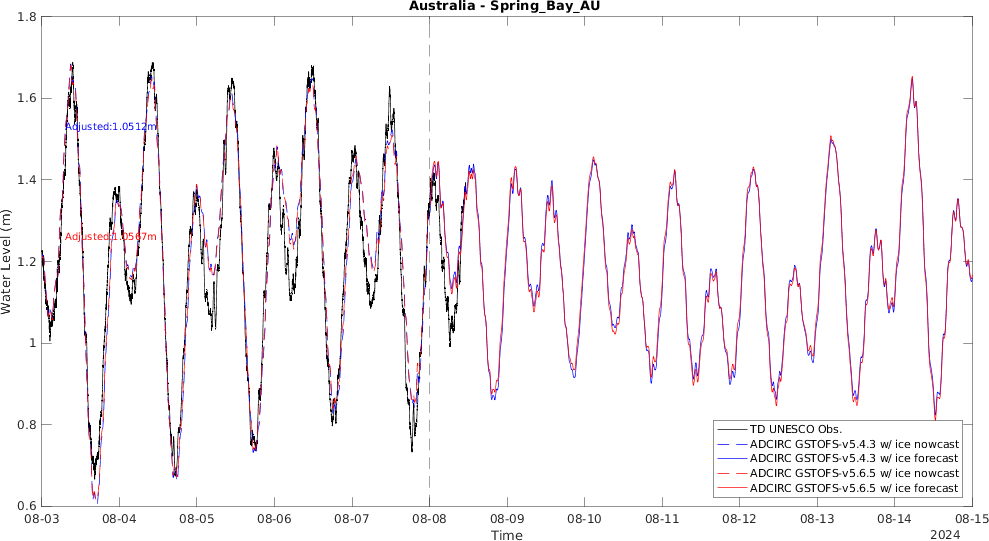 Australia - Spring_Bay_AU
1.8
1.6
1.4
1.2
1
0.8
0.6
Water Level (m)
Adjusted:1.0512m
Adjusted:1.0567m
TD UNESCO Obs.
ADCIRC GSTOFS-v5.4.3 w/ ice nowcast
ADCIRC GSTOFS-v5.4.3 w/ ice forecast
ADCIRC GSTOFS-v5.6.5 w/ ice nowcast
ADCIRC GSTOFS-v5.6.5 w/ ice forecast
08-03 08-04 08-05 08-06 08-07 08-08 08-09 08-10 08-11 08-12 08-13 08-14 08-15
Time
2024